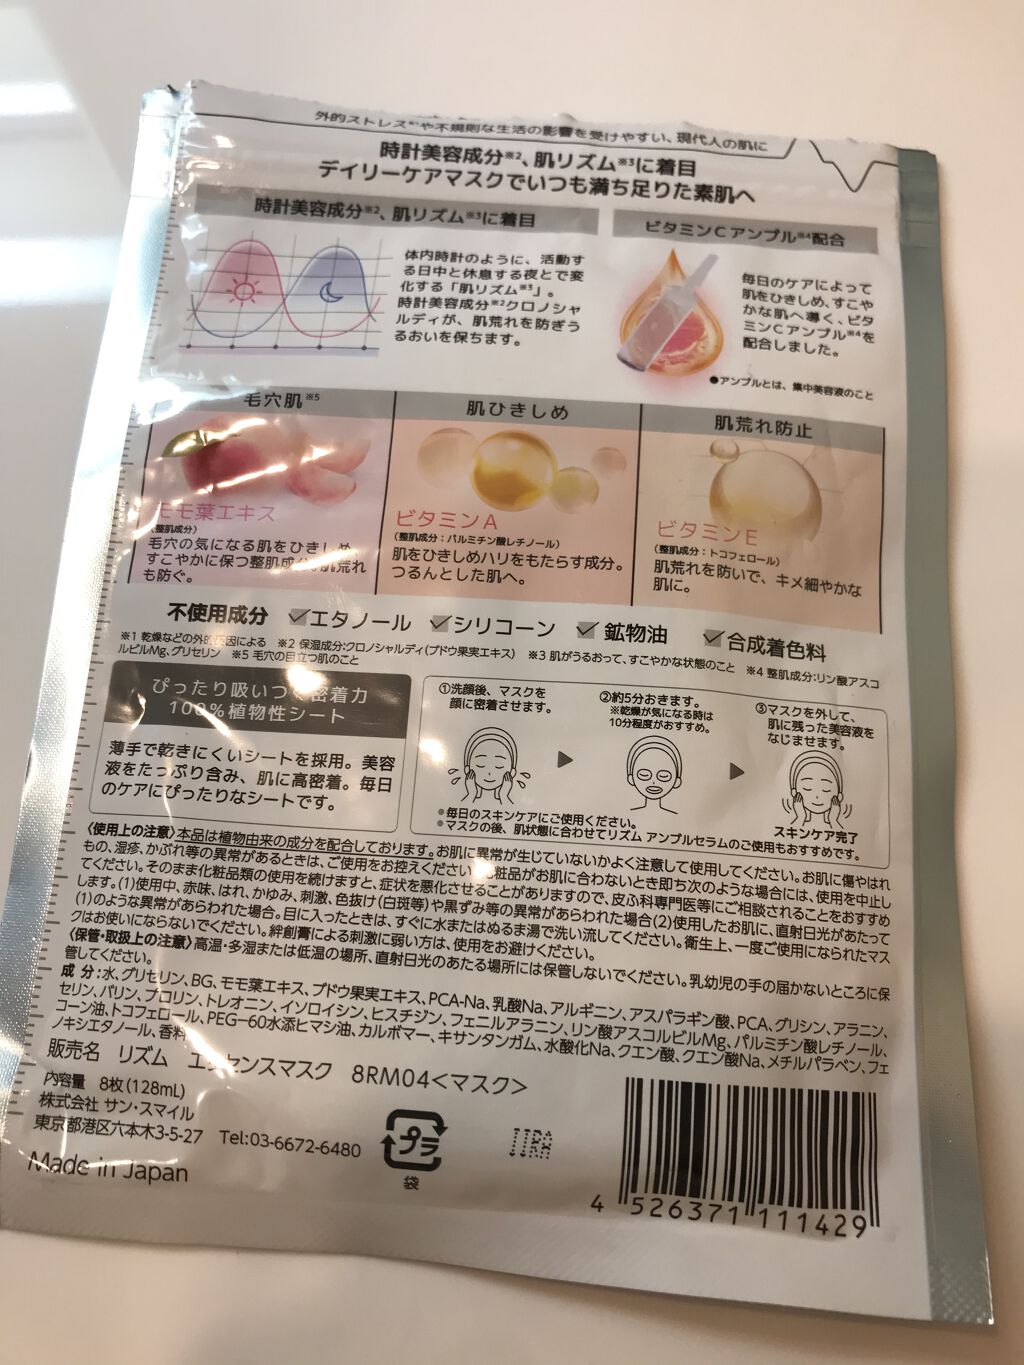 外的ストレス※1や不規則な生活の影響を受けやすい、現代人の肌に
時計美容成分※2、肌リズム※3に着目
デイリーケアマスクでいつも満ち足りた素肌へ
時計美容成分※2、肌リズム※3に着目
体内時計のように、活動す
る日中と休息する夜とで変
化する「肌リズム※3」。
時計美容成分※2クロノシャ
ルディが、肌荒れを防ぎう
るおいを保ちます。
ビタミンCアンプル※4配合
毎日のケアによって
肌をひきしめ、すこや
かな肌へ導く、ビタ
ミンCアンプル※4を
配合しました。
●アンプルとは、集中美容液のこと
毛穴肌※5
モモ葉エキス
(整肌成分)
毛穴の気になる肌をひきしめ、
すこやかに保つ整肌成分。肌荒れ
も防ぐ。
肌ひきしめ
ビタミンA
(整肌成分：パルミチン酸レチノール)
肌をひきしめハリをもたらす成分。
つるんとした肌へ。
肌荒れ防止
ビタミンE
(整肌成分：トコフェロール)
肌荒れを防いで、キメ細やかな
肌に。
不使用成分 ✓エタノール ✓シリコーン ✓鉱物油 ✓合成着色料
※1 乾燥などの外的要因による ※2 保湿成分:クロノシャルディ(ブドウ果実エキス) ※3 肌がうるおって、すこやかな状態のこと ※4 整肌成分:リン酸アスコ
ルビルMg、グリセリン ※5 毛穴の目立つ肌のこと
ぴったり吸いつく密着力
100%植物性シート
薄手で乾きにくいシートを採用。美容
液をたっぷり含み、肌に高密着。毎日
のケアにぴったりなシートです。
①洗顔後、マスクを
顔に密着させます。
②約5分おきます。
※乾燥が気になる時は
10分程度がおすすめ。
③マスクを外して、
肌に残った美容液を
なじませます。
スキンケア完了
●毎日のスキンケアにご使用ください。
●マスクの後、肌状態に合わせてリズム アンプルセラムのご使用もおすすめです。
〈使用上の注意〉本品は植物由来の成分を配合しております。お肌に異常が生じていないかよく注意して使用してください。お肌に傷やはれ
もの、湿疹、かぶれ等の異常があるときは、ご使用をお控えください。化粧品がお肌に合わないとき即ち次のような場合には、使用を中止し
てください。そのまま化粧品類の使用を続けますと、症状を悪化させることがありますので、皮ふ科専門医等にご相談されることをおすすめ
します。(1)使用中、赤味、はれ、かゆみ、刺激、色抜け(白斑等)や黒ずみ等の異常があらわれた場合(2)使用したお肌に、直射日光があたって
(1)のような異常があらわれた場合。目に入ったときは、すぐに水またはぬるま湯で洗い流してください。衛生上、一度ご使用になられたマス
クはお使いにならないでください。絆創膏による刺激に弱い方は、使用をお避けください。
〈保管・取扱上の注意〉高温・多湿または低温の場所、直射日光のあたる場所には保管しないでください。乳幼児の手の届かないところに保
管してください。
成 分:水、グリセリン、BG、モモ葉エキス、ブドウ果実エキス、PCA-Na、乳酸Na、アルギニン、アスパラギン酸、PCA、グリシン、アラニン、
セリン、バリン、プロリン、トレオニン、イソロイシン、ヒスチジン、フェニルアラニン、リン酸アスコルビルMg、パルミチン酸レチノール、
コーン油、トコフェロール、PEG-60水添ヒマシ油、カルボマー、キサンタンガム、水酸化Na、クエン酸、クエン酸Na、メチルパラベン、フェ
ノキシエタノール、香料
販売名 リズム エッセンスマスク 8RM04<マスク>
内容量 8枚(128mL)
株式会社 サン・スマイル
東京都港区六本木3-5-27 Tel:03-6672-6480
Made in Japan
プラ
袋
IIRA
4 526371 111429